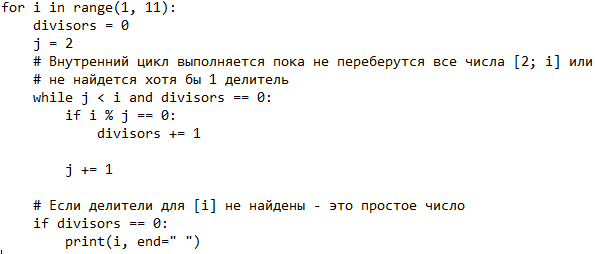 for i in range(1, 11):
    divisors = 0
    j = 2
    # Внутренний цикл выполняется пока не переберутся все числа [2; i] или
    # не найдется хотя бы 1 делитель
    while j < i and divisors == 0:
        if i % j == 0:
            divisors += 1

        j += 1

    # Если делители для [i] не найдены - это простое число
    if divisors == 0:
        print(i, end=" ")